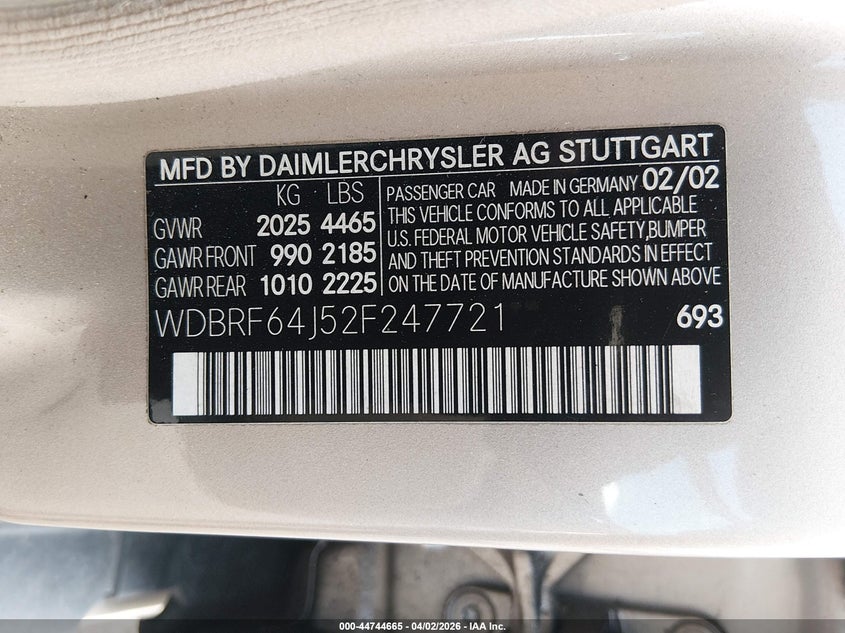 MFD BY DAIMLERCHRYSLER AG STUTTGART
KG LBS
GVWR 2025 4465
GAWR FRONT 990 2185
GAWR REAR 1010 2225
PASSENGER CAR MADE IN GERMANY 02/02
THIS VEHICLE CONFORMS TO ALL APPLICABLE
U.S. FEDERAL MOTOR VEHICLE SAFETY,BUMPER
AND THEFT PREVENTION STANDARDS IN EFFECT
ON THE DATE OF MANUFACTURE SHOWN ABOVE
WDBRF64J52F247721 693
000-44744665 - 04/02/2026 - IAA Inc.